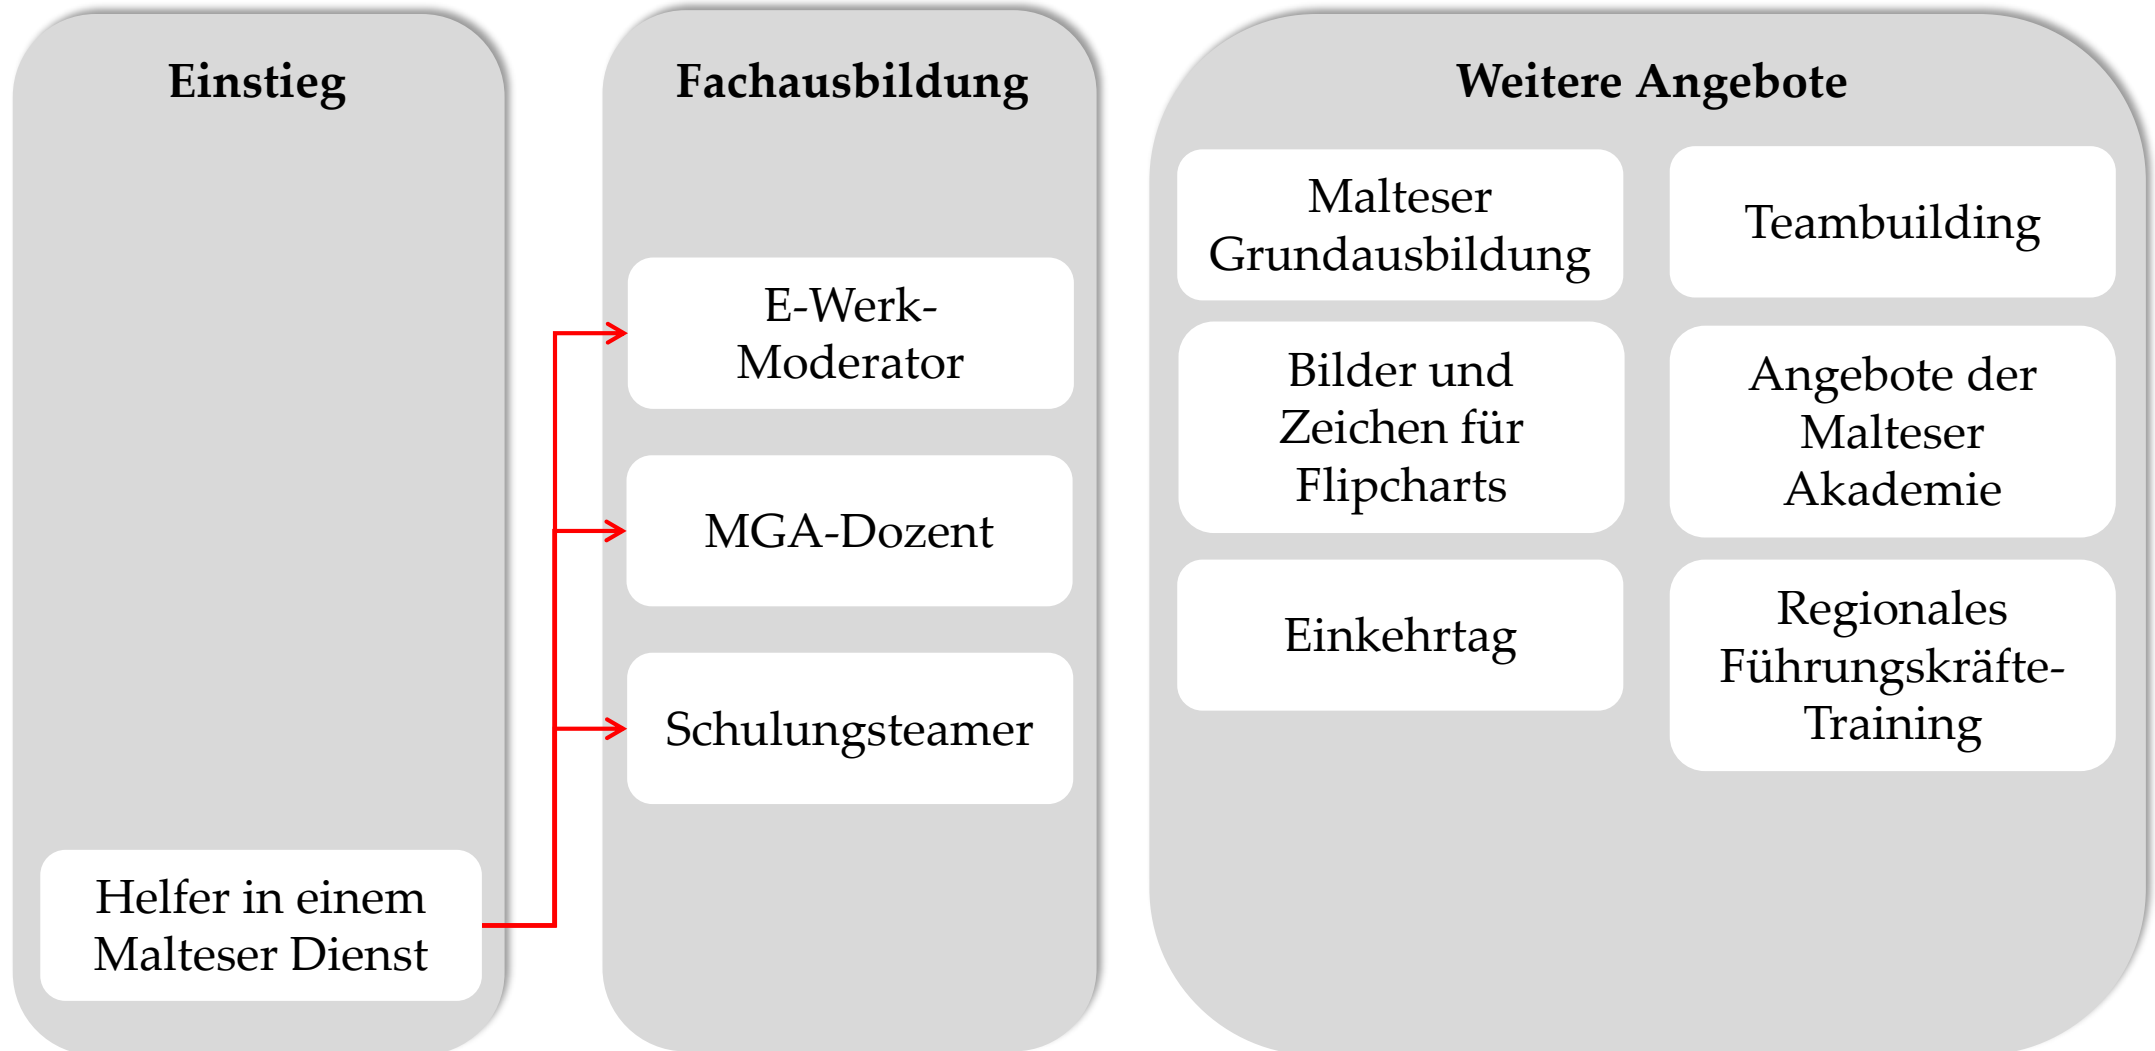 Einstieg
Helfer in einem
Malteser Dienst
Fachausbildung
E-Werk-
Moderator
MGA-Dozent
Schulungsteamer
Weitere Angebote
Malteser
Grundausbildung
Teambuilding
Bilder und
Zeichen für
Flipcharts
Angebote der
Malteser
Akademie
Einkehrtag
Regionales
Führungskräfte-
Training